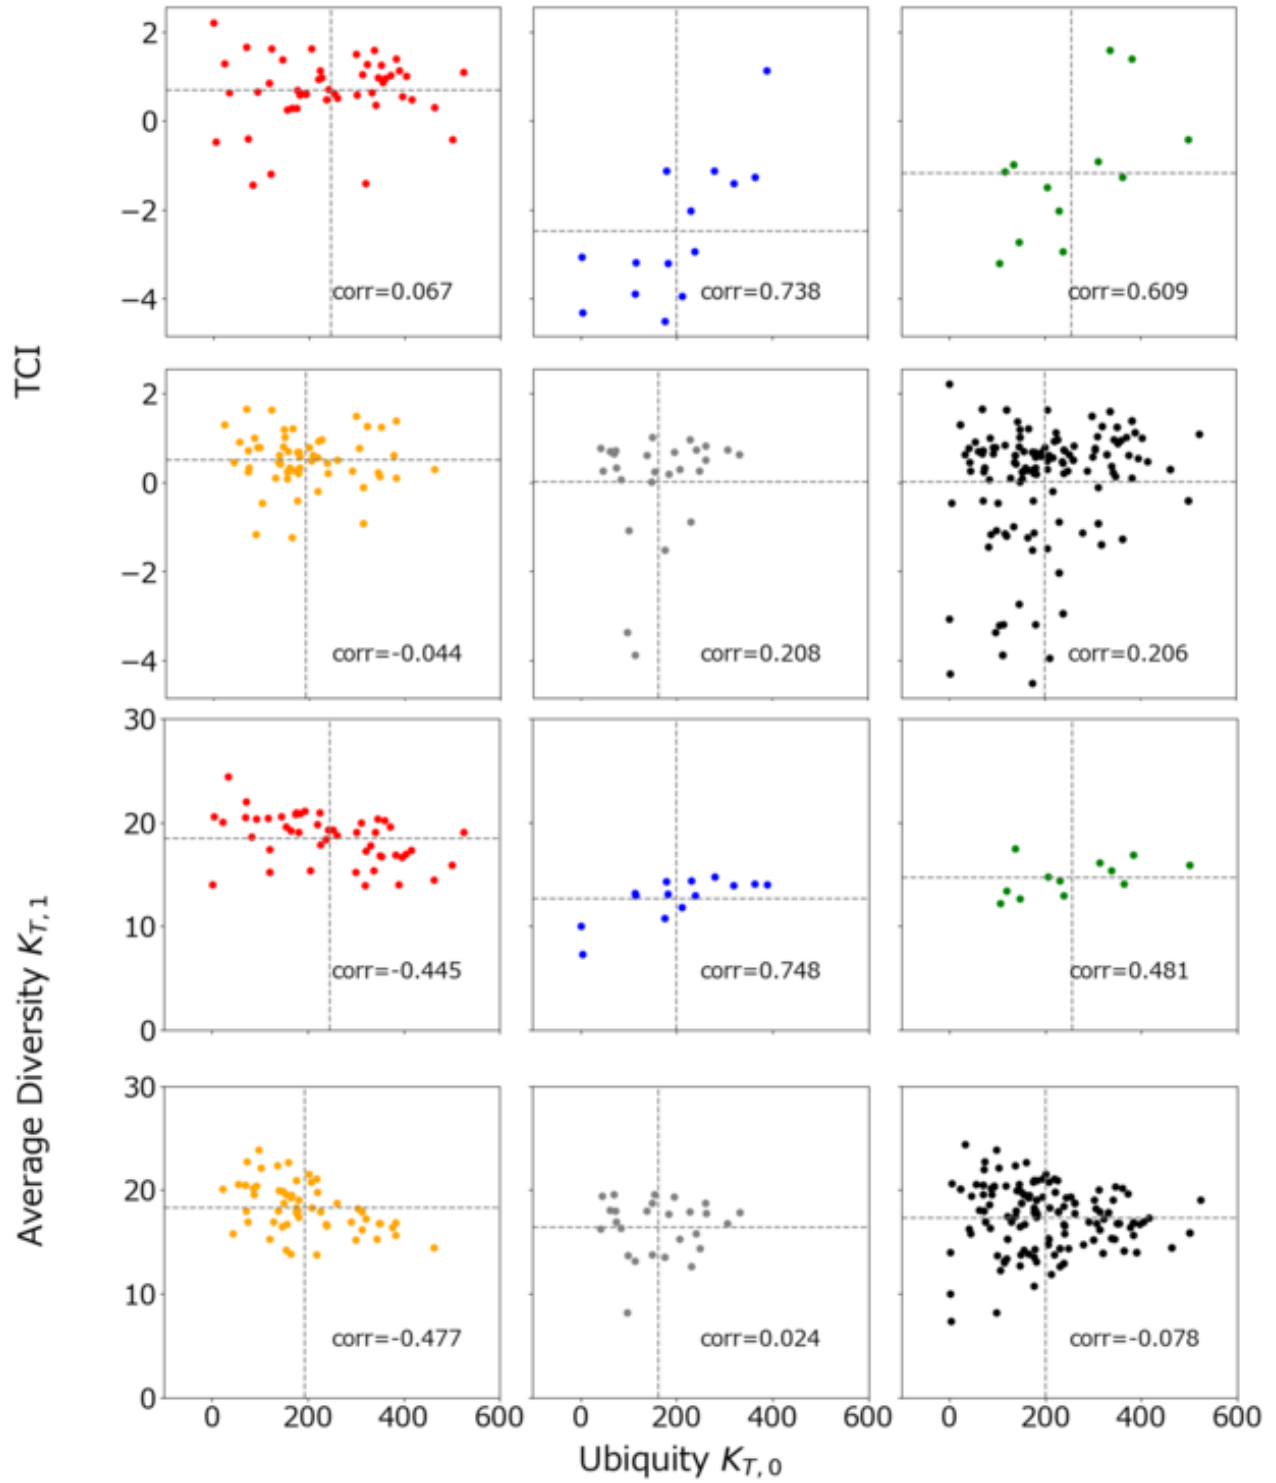 2
0
−2
−4
corr=0.067
corr=0.738
corr=0.609
TCI
2
0
−2
−4
corr=-0.044
corr=0.208
corr=0.206
30
20
10
0
corr=-0.445
corr=0.748
corr=0.481
Average Diversity K_{T, 1}
30
20
10
0
corr=-0.477
corr=0.024
corr=-0.078
0 200 400 600
0 200 400 600
0 200 400 600
Ubiquity K_{T, 0}